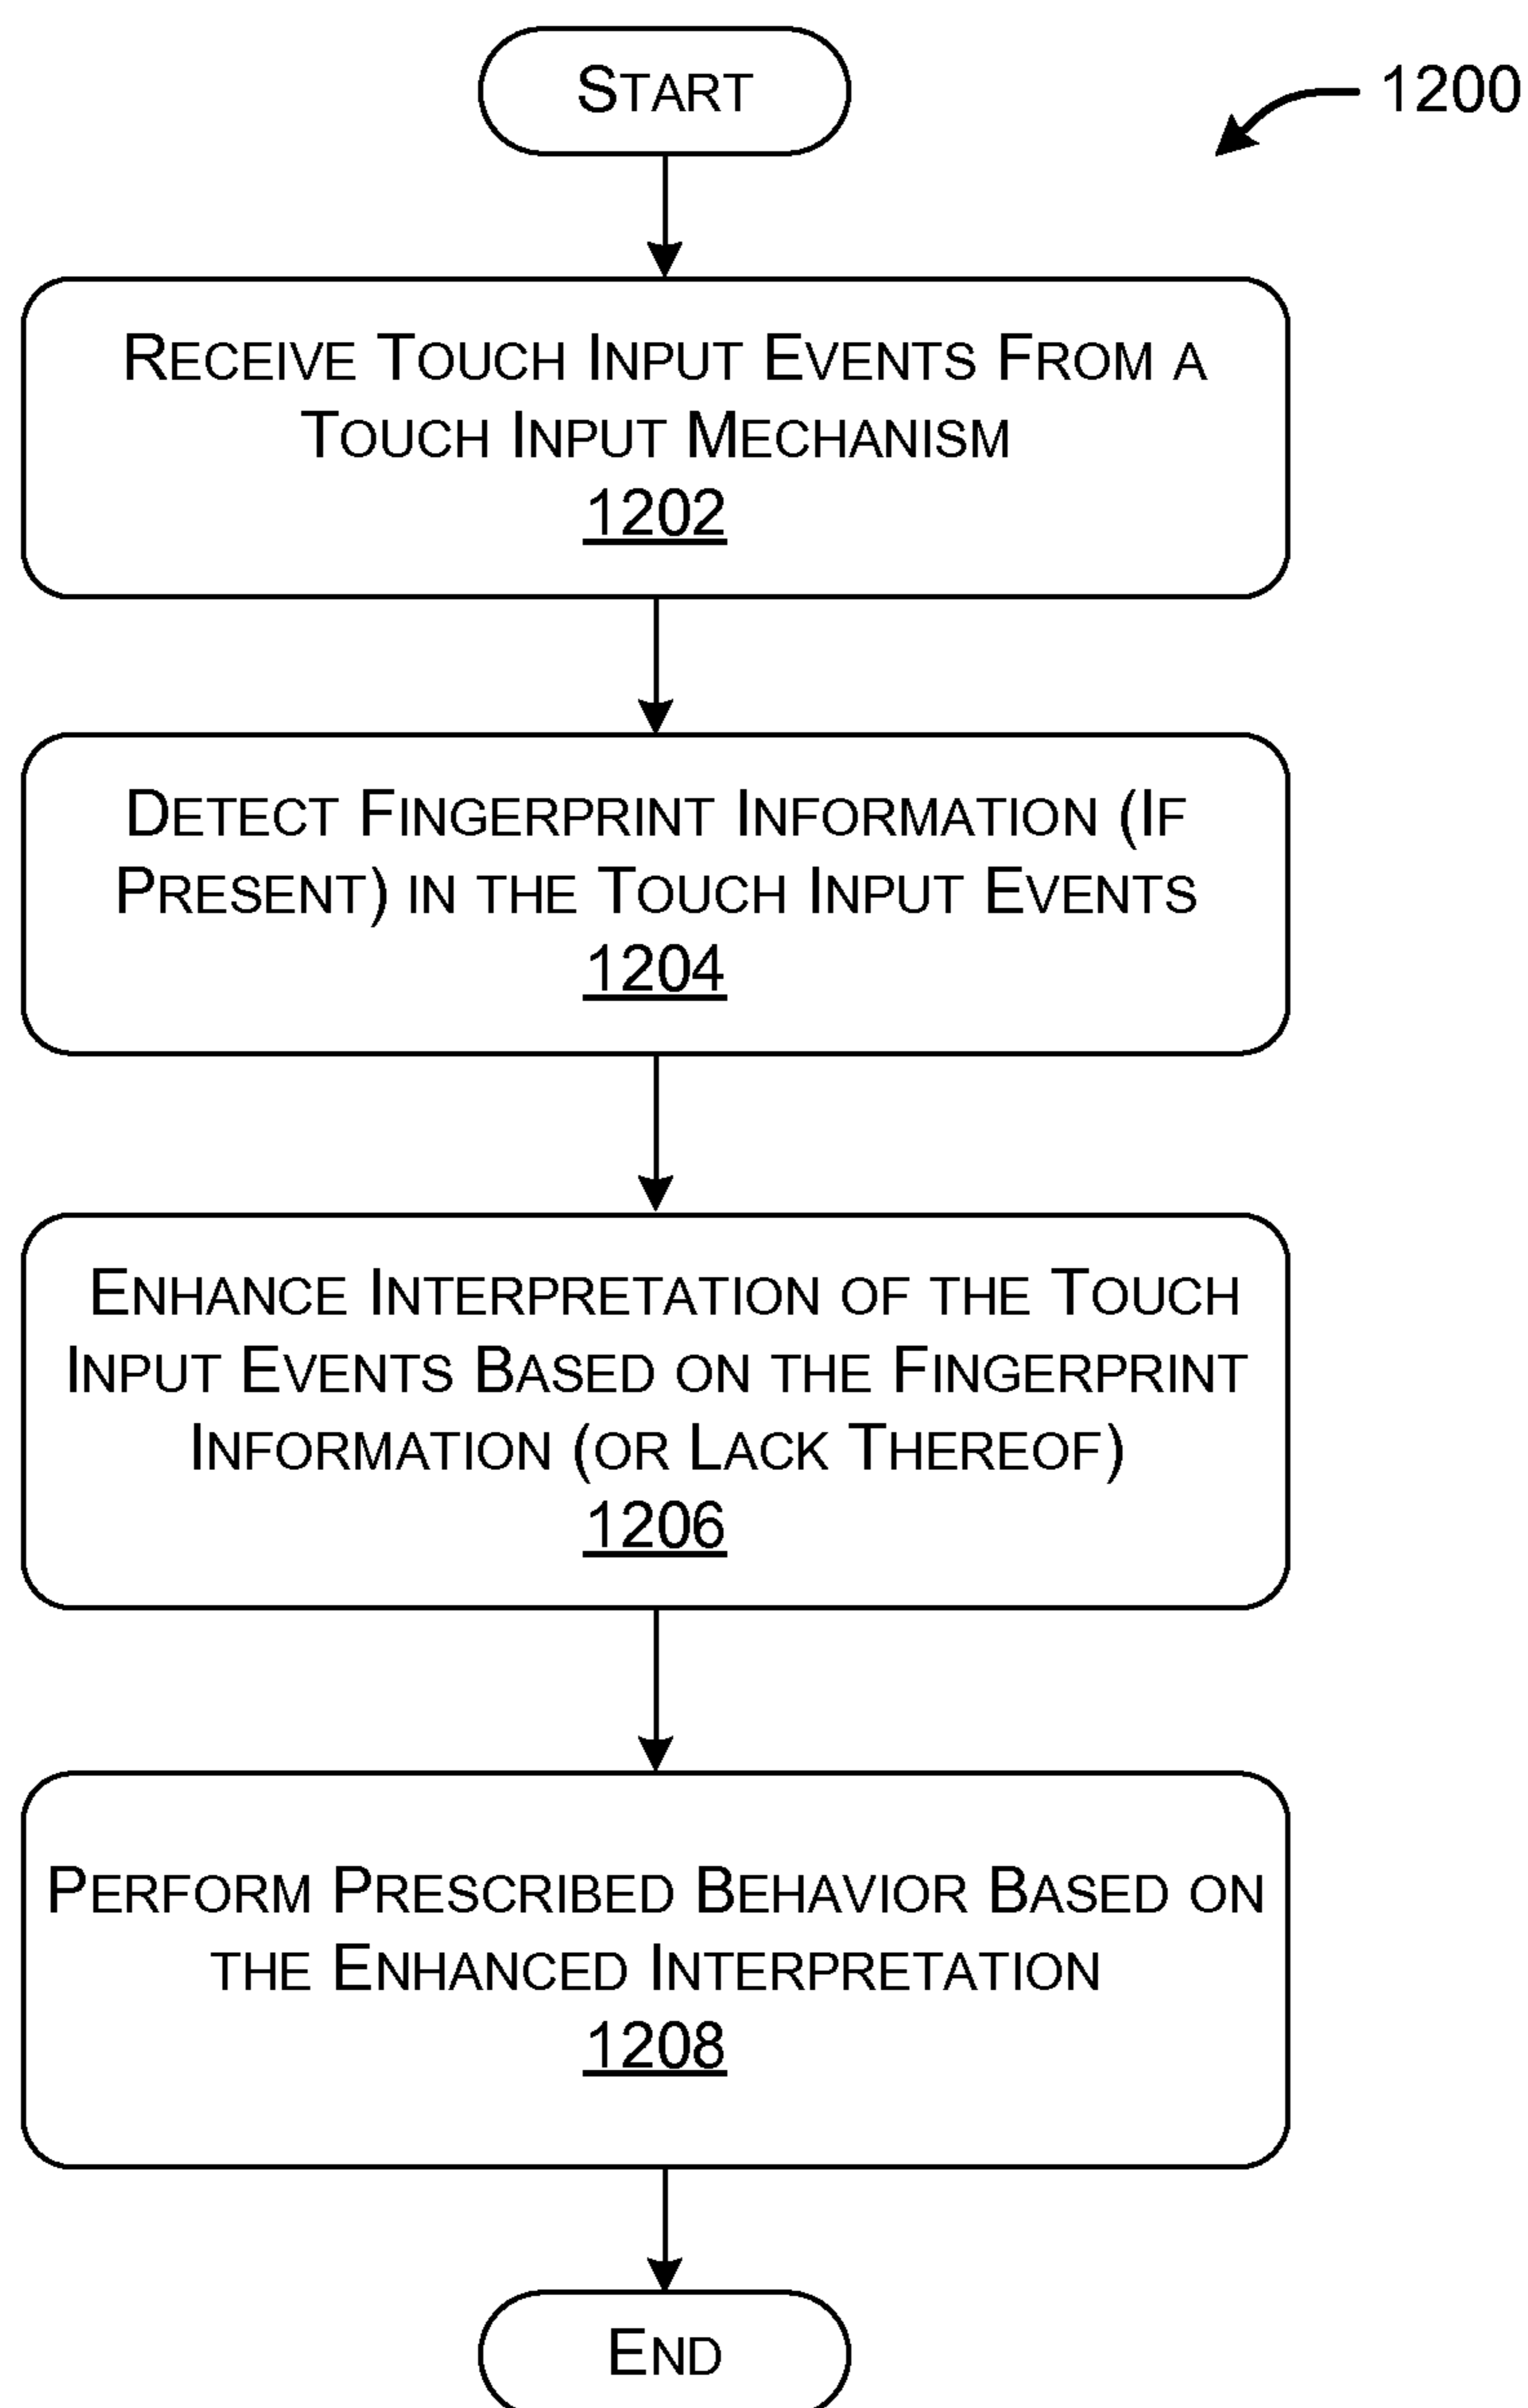 START
1200
RECEIVE TOUCH INPUT EVENTS FROM A
TOUCH INPUT MECHANISM
1202
DETECT FINGERPRINT INFORMATION (IF
PRESENT) IN THE TOUCH INPUT EVENTS
1204
ENHANCE INTERPRETATION OF THE TOUCH
INPUT EVENTS BASED ON THE FINGERPRINT
INFORMATION (OR LACK THEREOF)
1206
PERFORM PRESCRIBED BEHAVIOR BASED ON
THE ENHANCED INTERPRETATION
1208
END